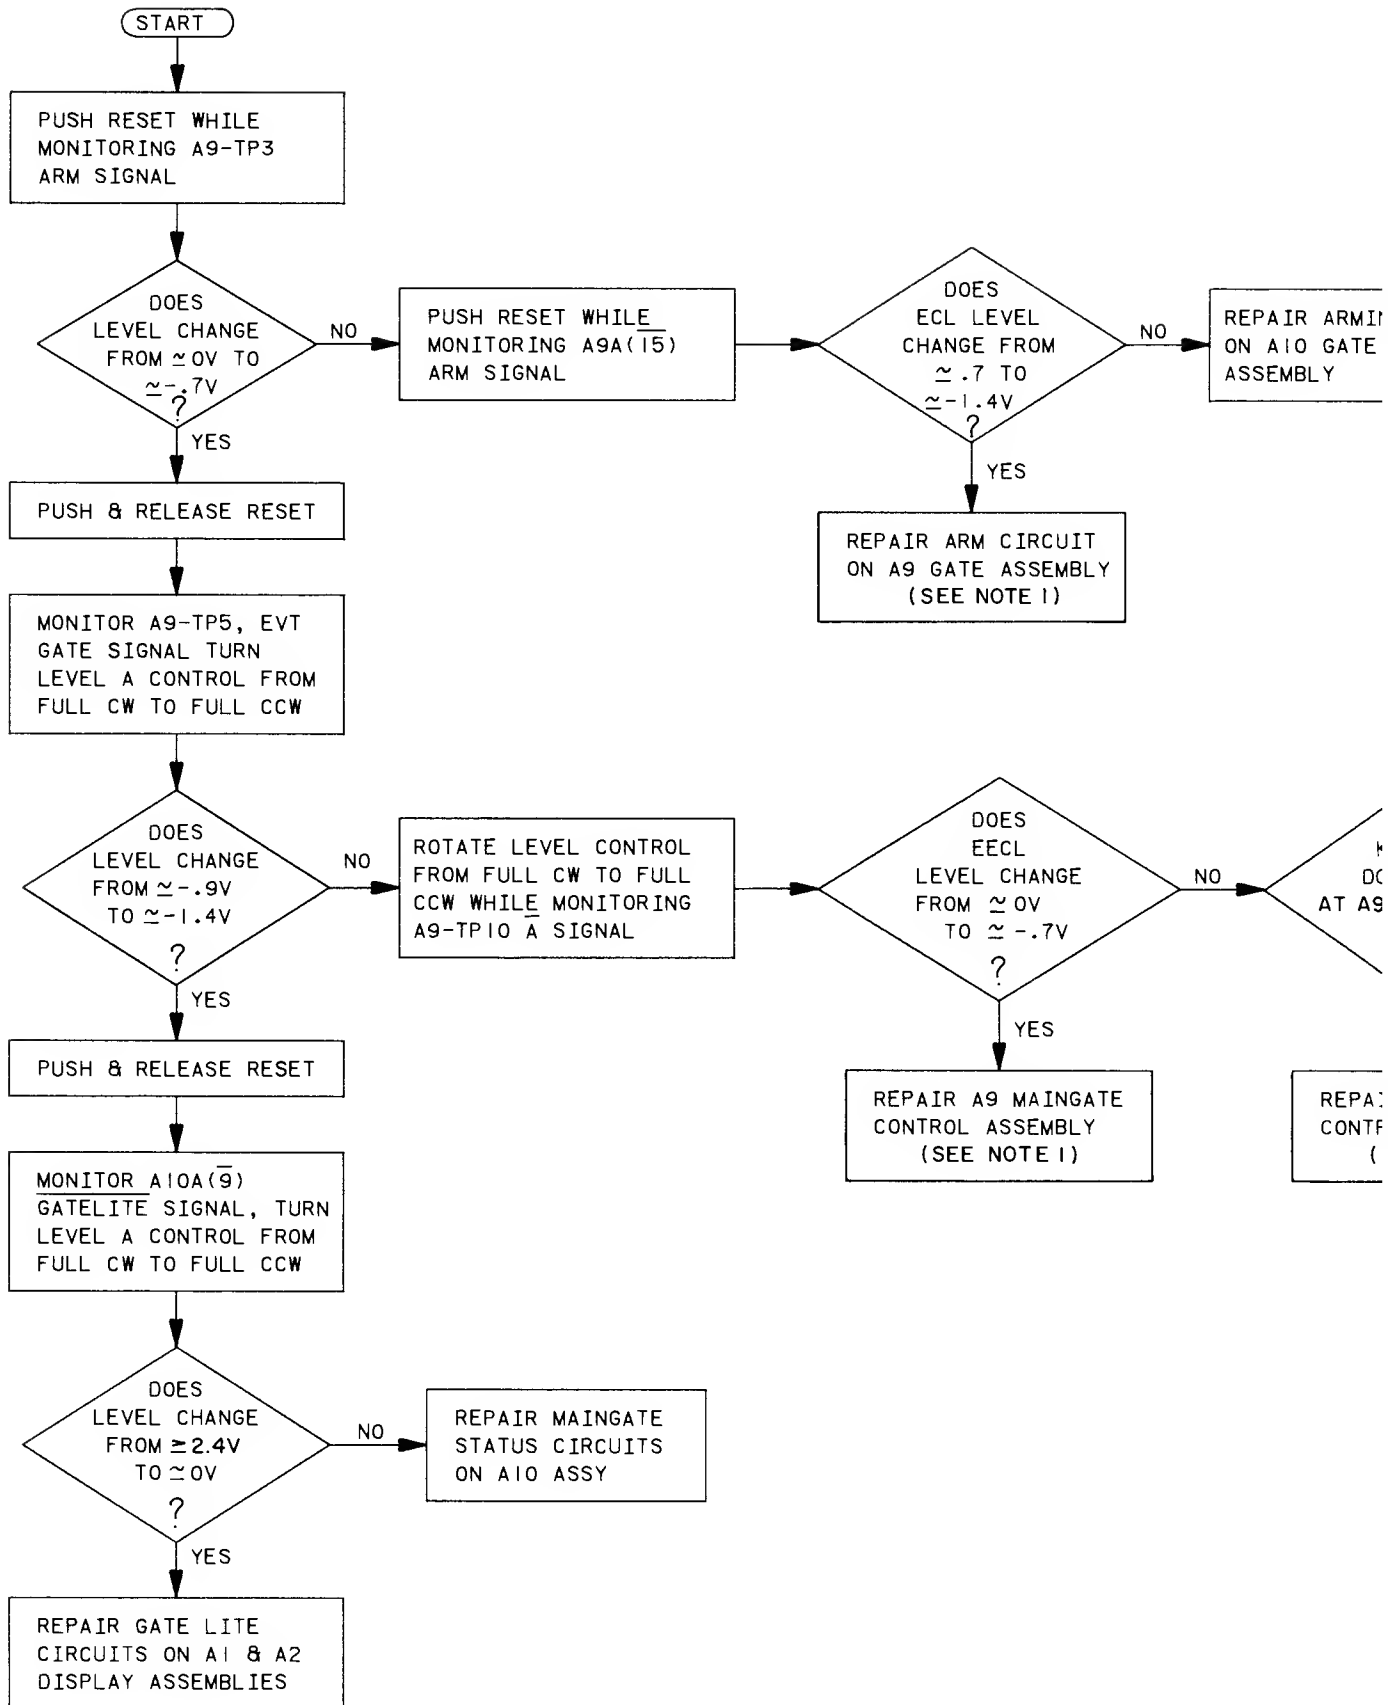 START
PUSH RESET WHILE
MONITORING A9-TP3
ARM SIGNAL
DOES
LEVEL CHANGE
FROM ≃0V TO
≃-.7V
?
NO
YES
PUSH RESET WHILE
MONITORING A9A(1̅5̅)
ARM SIGNAL
DOES
ECL LEVEL
CHANGE FROM
≃.7 TO
≃-1.4V
?
NO
YES
REPAIR
ON A10 GATE
ASSEMBLY
REPAIR ARM CIRCUIT
ON A9 GATE ASSEMBLY
(SEE NOTE 1)
PUSH & RELEASE RESET
MONITOR A9-TP5, EVT
GATE SIGNAL TURN
LEVEL A CONTROL FROM
FULL CW TO FULL CCW
DOES
LEVEL CHANGE
FROM ≃-.9V
TO ≃-1.4V
?
NO
YES
ROTATE LEVEL CONTROL
FROM FULL CW TO FULL
CCW WHILE MONITORING
A9-TP10 A̅ SIGNAL
DOES
EECL
LEVEL CHANGE
FROM ≃0V
TO ≃-.7V
?
NO
YES
AT A9
REPAIR A9 MAINGATE
CONTROL ASSEMBLY
(SEE NOTE 1)
PUSH & RELEASE RESET
MONITOR A10A(9̅)
G̅A̅T̅E̅L̅I̅T̅E̅ SIGNAL, TURN
LEVEL A CONTROL FROM
FULL CW TO FULL CCW
DOES
LEVEL CHANGE
FROM ≥2.4V
TO ≃0V
?
NO
YES
REPAIR MAINGATE
STATUS CIRCUITS
ON A10 ASSY
REPAIR GATE LITE
CIRCUITS ON A1 & A2
DISPLAY ASSEMBLIES